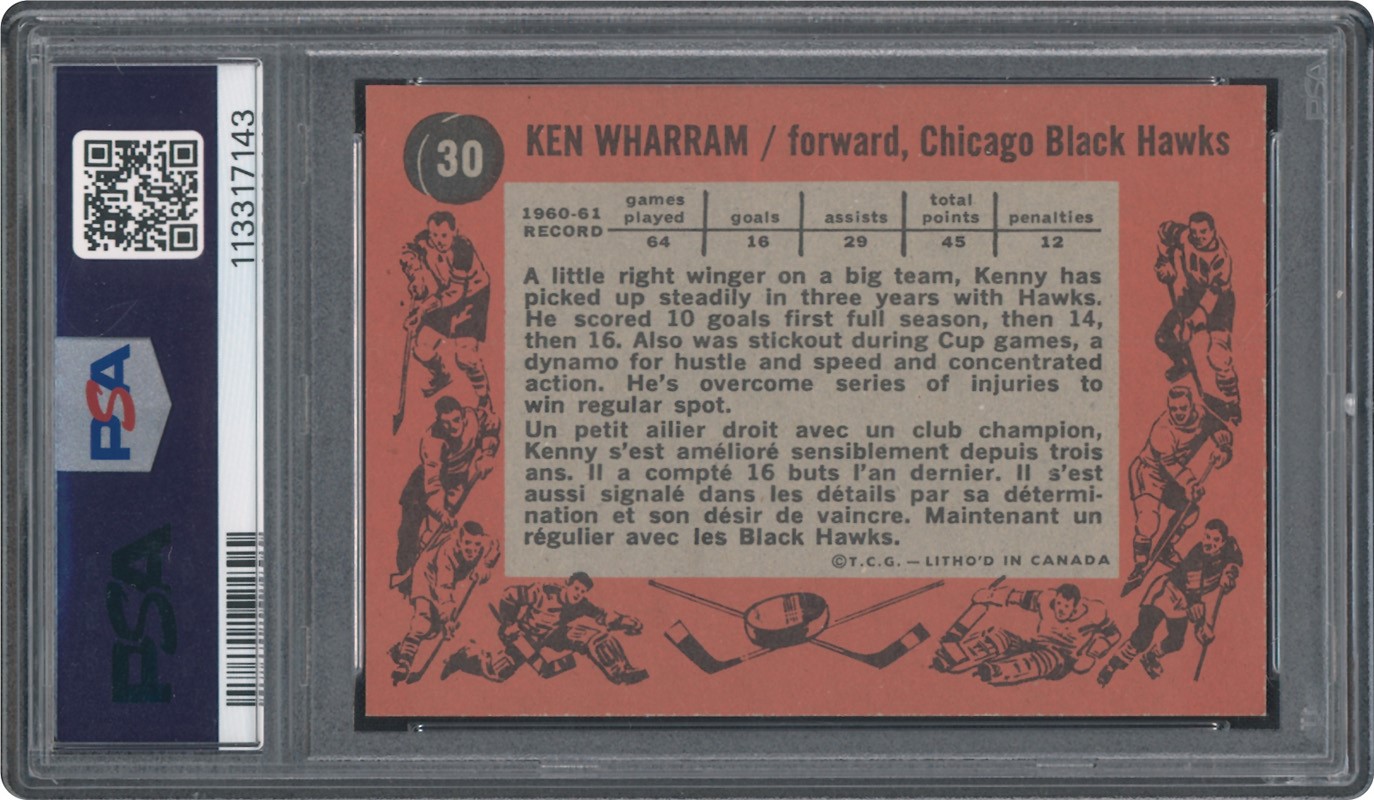 113317143
PSA
PSA
30
KEN WHARRAM / forward, Chicago Black Hawks
1960-61 RECORD
games played
goals
assists
total points
penalties
64 16 29 45 12
A little right winger on a big team, Kenny has
picked up steadily in three years with Hawks.
He scored 10 goals first full season, then 14,
then 16. Also was stickout during Cup games, a
dynamo for hustle and speed and concentrated
action. He's overcome series of injuries to
win regular spot.
Un petit ailier droit avec un club champion,
Kenny s'est amélioré sensiblement depuis trois
ans. Il a compté 16 buts l'an dernier. Il s'est
aussi signalé dans les détails par sa détermi-
nation et son désir de vaincre. Maintenant un
régulier avec les Black Hawks.
©T.C.G. — LITHO'D IN CANADA
PSA